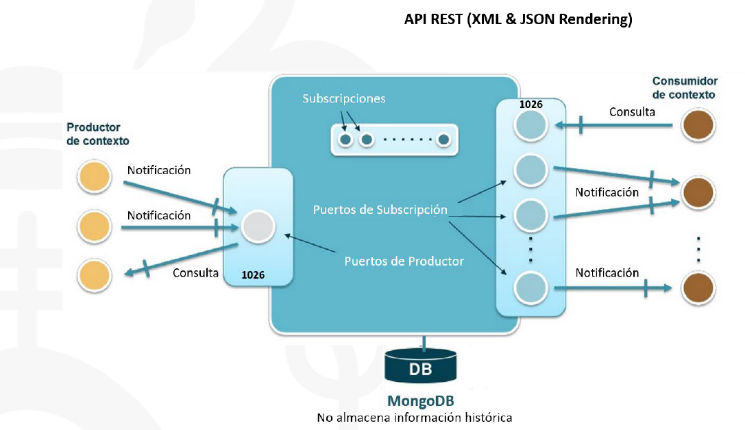 API REST (XML & JSON Rendering)
Productor
de contexto
Notificación
Notificación
Consulta
1026
Subscripciones
Puertos de Subscripción
Puertos de Productor
1026
Consumidor
de contexto
Consulta
Notificación
Notificación
DB
MongoDB
No almacena información histórica